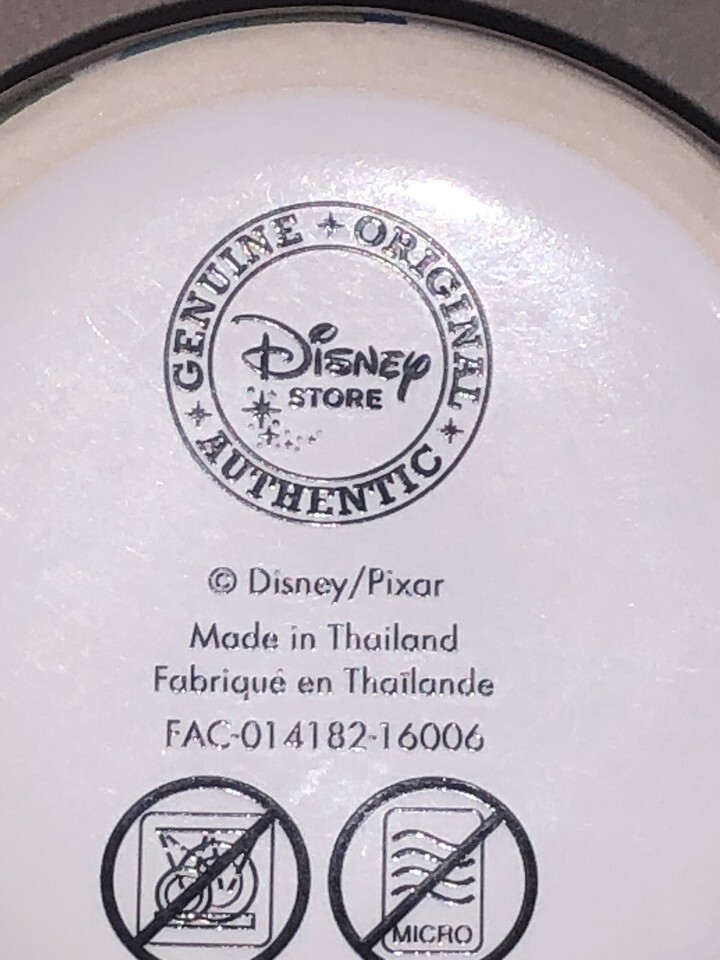 GENUINE ORIGINAL
AUTHENTIC
Disney
STORE
© Disney/Pixar
Made in Thailand
Fabriqué en Thaïlande
FAC-014182-16006
MICRO